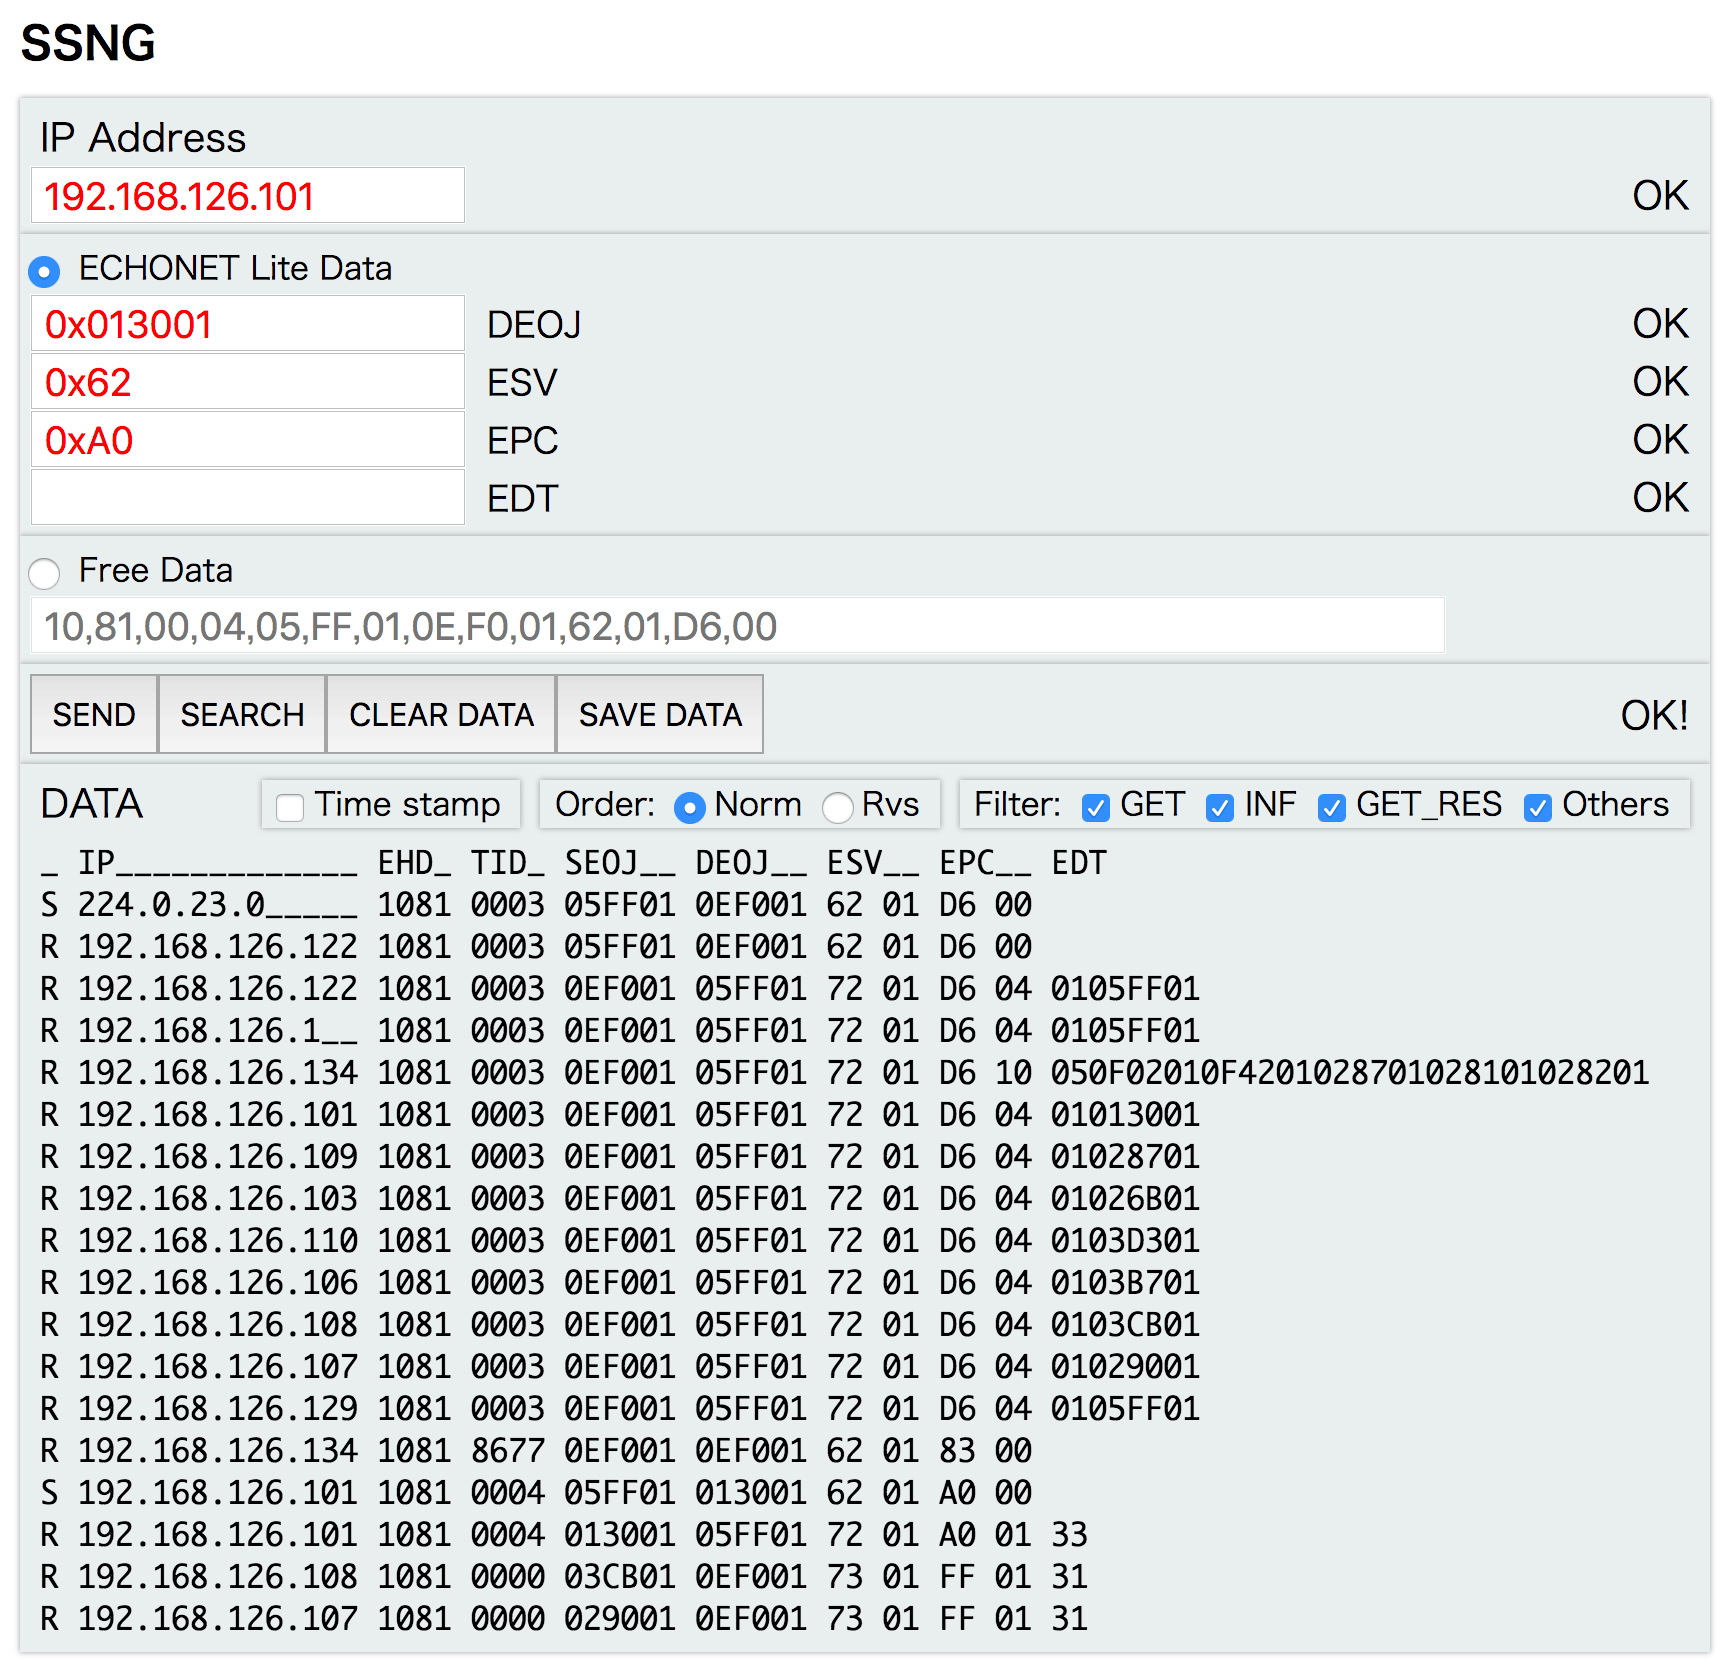 SSNG
IP Address
192.168.126.101 OK
ECHONET Lite Data
0x013001 DEOJ OK
0x62 ESV OK
0xA0 EPC OK
EDT OK
Free Data
10,81,00,04,05,FF,01,0E,F0,01,62,01,D6,00
SEND SEARCH CLEAR DATA SAVE DATA OK!
DATA Time stamp Order: Norm Rvs Filter: GET INF GET_RES Others
_ IP_____________ EHD_ TID_ SEOJ__ DEOJ__ ESV__ EPC__ EDT
S 224.0.23.0_____ 1081 0003 05FF01 0EF001 62 01 D6 00
R 192.168.126.122 1081 0003 05FF01 0EF001 62 01 D6 00
R 192.168.126.122 1081 0003 0EF001 05FF01 72 01 D6 04 0105FF01
R 192.168.126.1__ 1081 0003 0EF001 05FF01 72 01 D6 04 0105FF01
R 192.168.126.134 1081 0003 0EF001 05FF01 72 01 D6 10 050F02010F4201028701028101028201
R 192.168.126.101 1081 0003 0EF001 05FF01 72 01 D6 04 01013001
R 192.168.126.109 1081 0003 0EF001 05FF01 72 01 D6 04 01028701
R 192.168.126.103 1081 0003 0EF001 05FF01 72 01 D6 04 01026B01
R 192.168.126.110 1081 0003 0EF001 05FF01 72 01 D6 04 0103D301
R 192.168.126.106 1081 0003 0EF001 05FF01 72 01 D6 04 0103B701
R 192.168.126.108 1081 0003 0EF001 05FF01 72 01 D6 04 0103CB01
R 192.168.126.107 1081 0003 0EF001 05FF01 72 01 D6 04 01029001
R 192.168.126.129 1081 0003 0EF001 05FF01 72 01 D6 04 0105FF01
R 192.168.126.134 1081 8677 0EF001 0EF001 62 01 83 00
S 192.168.126.101 1081 0004 05FF01 013001 62 01 A0 00
R 192.168.126.101 1081 0004 013001 05FF01 72 01 A0 01 33
R 192.168.126.108 1081 0000 03CB01 0EF001 73 01 FF 01 31
R 192.168.126.107 1081 0000 029001 0EF001 73 01 FF 01 31